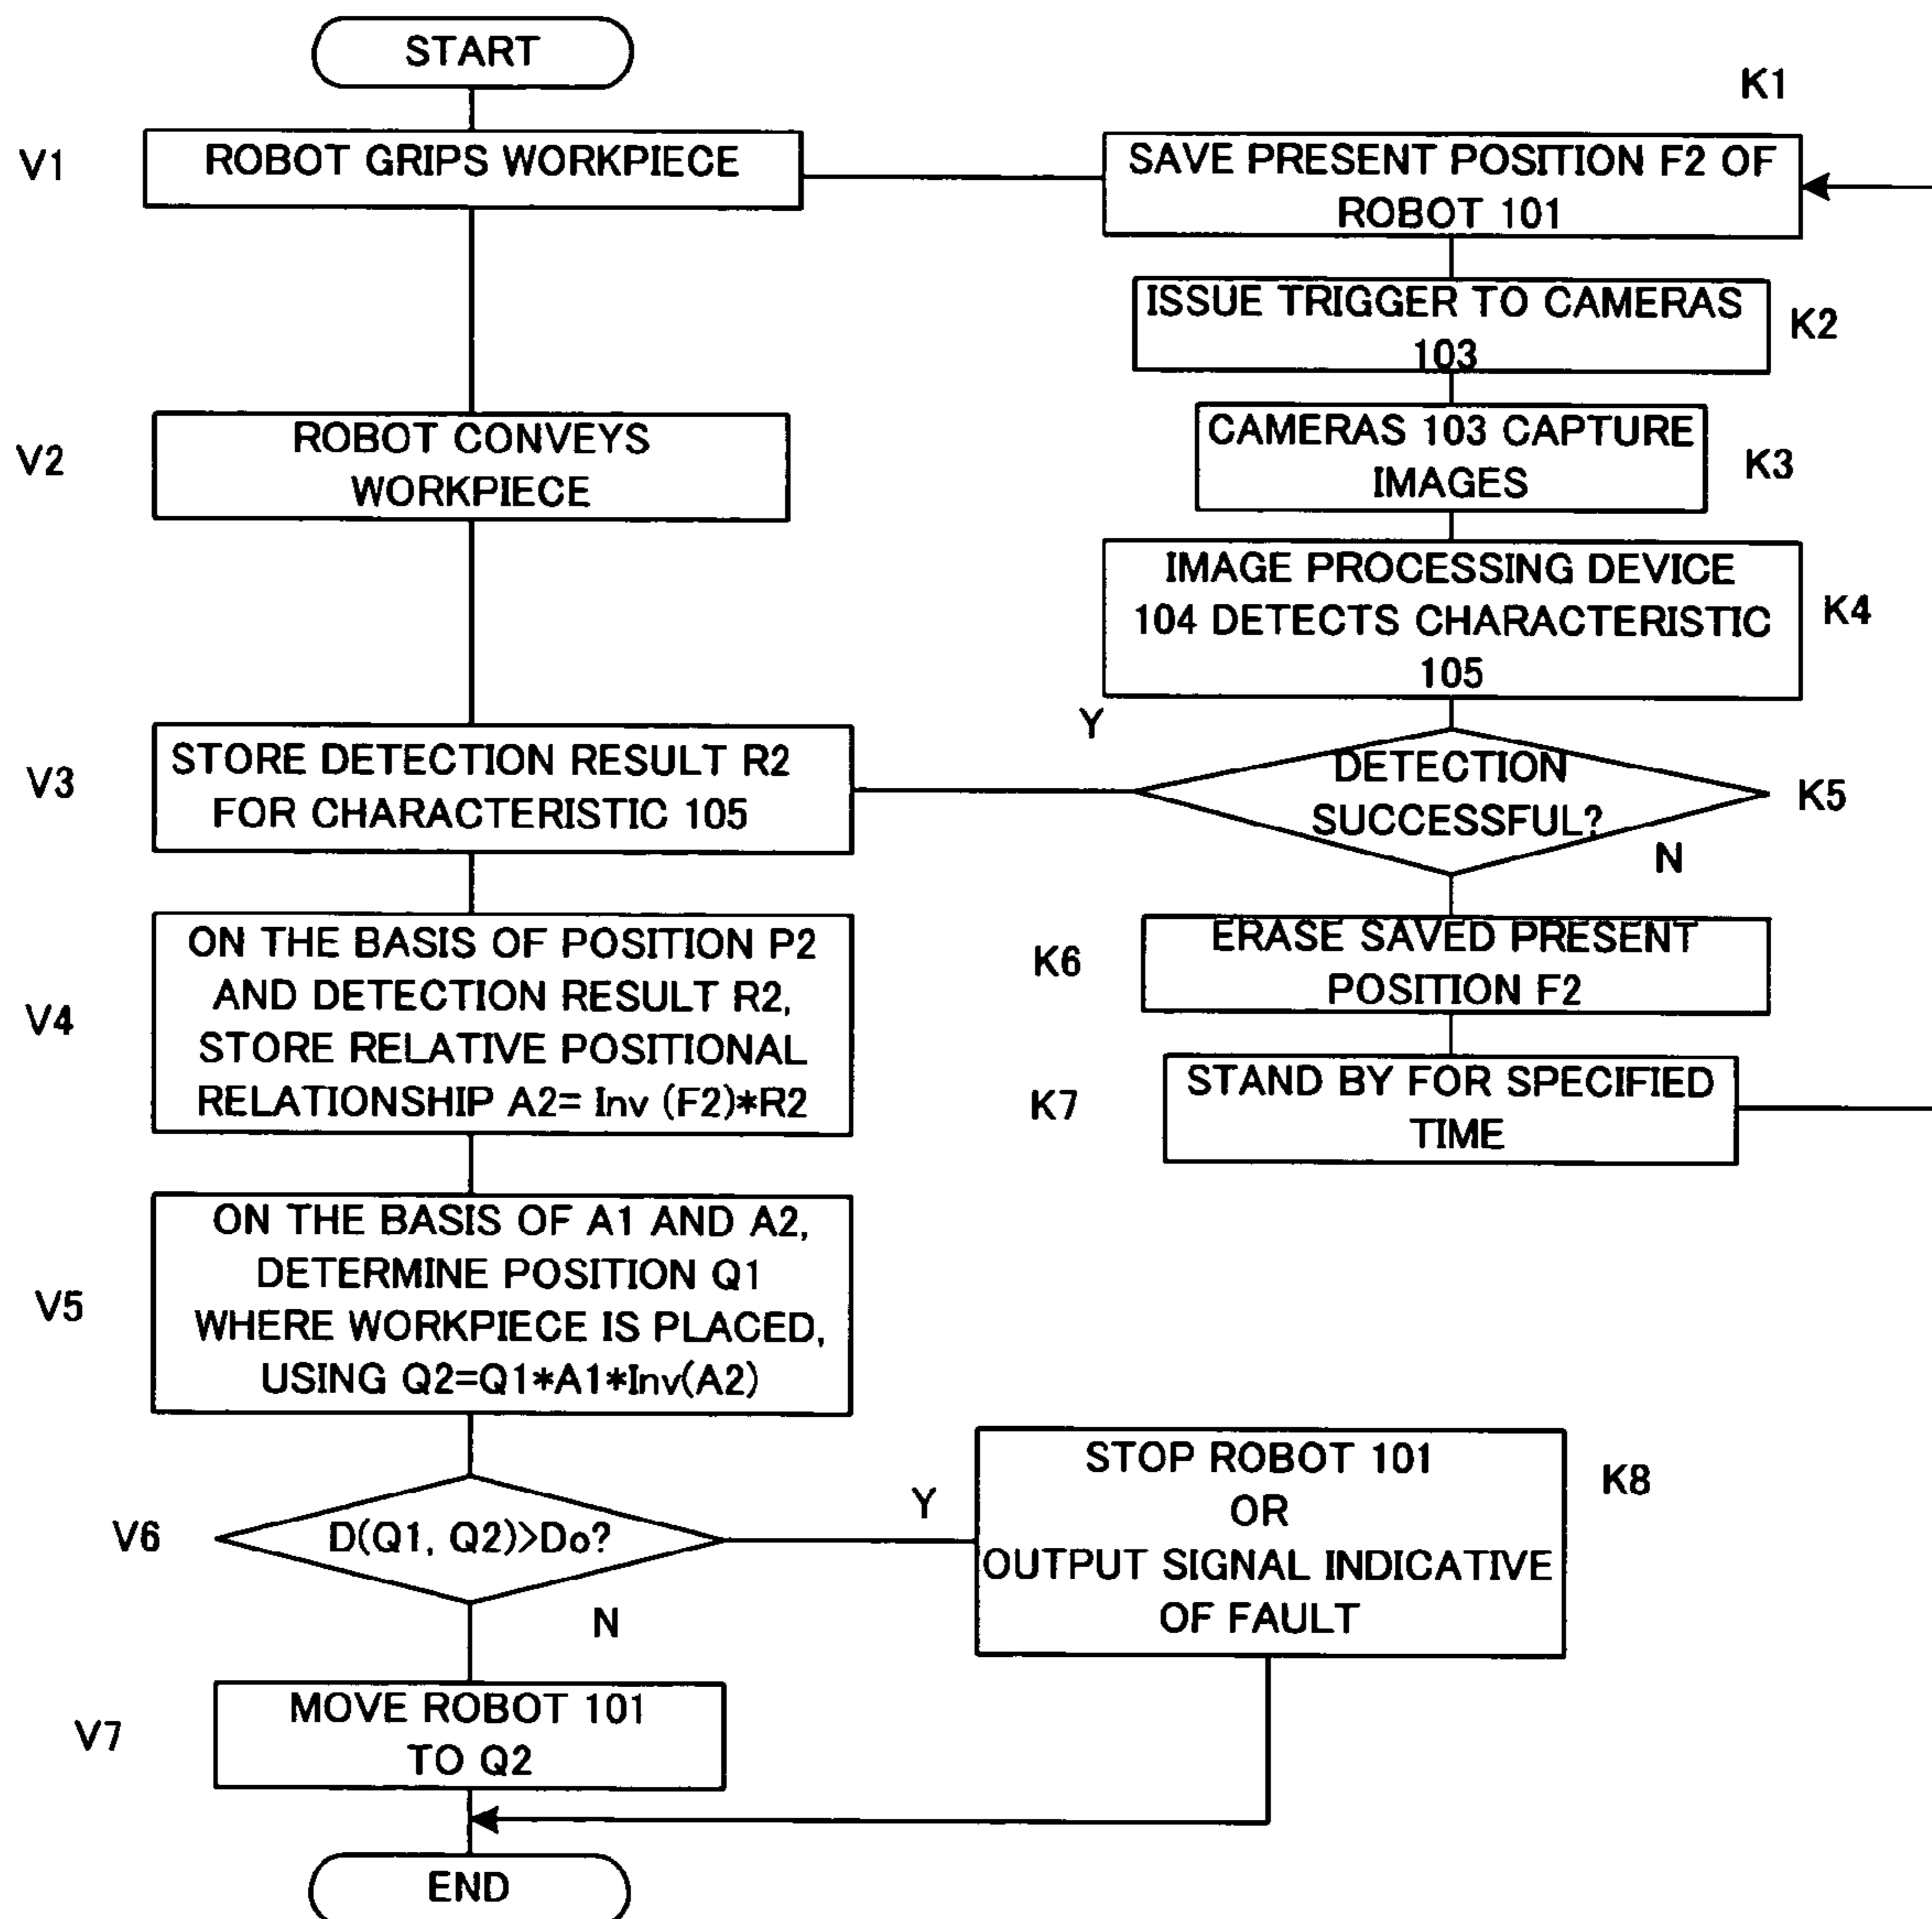 START
V1
ROBOT GRIPS WORKPIECE
V2
ROBOT CONVEYS
WORKPIECE
V3
STORE DETECTION RESULT R2
FOR CHARACTERISTIC 105
V4
ON THE BASIS OF POSITION P2
AND DETECTION RESULT R2,
STORE RELATIVE POSITIONAL
RELATIONSHIP A2= Inv (F2)*R2
V5
ON THE BASIS OF A1 AND A2,
DETERMINE POSITION Q1
WHERE WORKPIECE IS PLACED,
USING Q2=Q1*A1*Inv(A2)
V6
D(Q1, Q2)>Do?
Y
N
V7
MOVE ROBOT 101
TO Q2
END
K1
SAVE PRESENT POSITION F2 OF
ROBOT 101
ISSUE TRIGGER TO CAMERAS
103
K2
CAMERAS 103 CAPTURE
IMAGES
K3
IMAGE PROCESSING DEVICE
104 DETECTS CHARACTERISTIC
105
K4
Y
DETECTION
SUCCESSFUL?
K5
N
K6
ERASE SAVED PRESENT
POSITION F2
K7
STAND BY FOR SPECIFIED
TIME
STOP ROBOT 101
OR
OUTPUT SIGNAL INDICATIVE
OF FAULT
K8